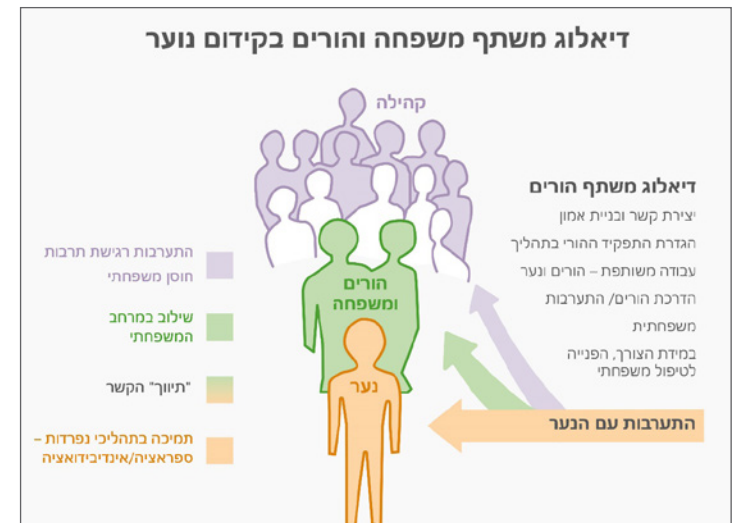 דיאלוג משתף משפחה והורים בקידום נוער
קהילה
דיאלוג משתף הורים
יצירת קשר ובניית אמון
הגדרת התפקיד ההורי בתהליך
עבודה משותפת – הורים ונער
הדרכת הורים/ התערבות
משפחתית
במידת הצורך, הפנייה
לטיפול משפחתי
התערבות עם הנער
הורים
ומשפחה
נער
התערבות רגישת תרבות
חוסן משפחתי
שילוב במרחב
המשפחתי
"תיווך" הקשר
תמיכה בתהליכי נפרדות –
ספראציה/אינדיבידואציה